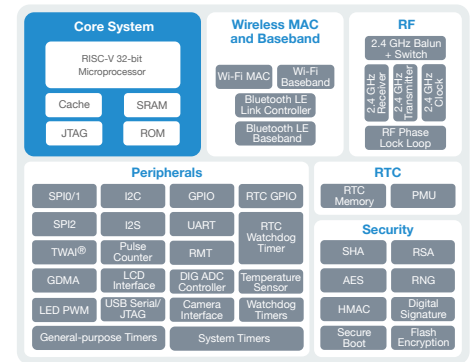 Core System
RISC-V 32-bit
Microprocessor
Cache
SRAM
JTAG
ROM
Wireless MAC
and Baseband
Wi-Fi MAC
Wi-Fi
Baseband
Bluetooth LE
Link Controller
Bluetooth LE
Baseband
RF
2.4 GHz Balun
+ Switch
2.4 GHz
Receiver
2.4 GHz
Transmitter
2.4 GHz
Clock
RF Phase
Lock Loop
Peripherals
SPI0/1
I2C
GPIO
RTC GPIO
SPI2
I2S
UART
RTC
Watchdog
Timer
TWAI®
Pulse
Counter
RMT
GDMA
LCD
Interface
DIG ADC
Controller
Temperature
Sensor
LED PWM
USB Serial/
JTAG
Camera
Interface
Watchdog
Timers
General-purpose Timers
System Timers
RTC
RTC
Memory
PMU
Security
SHA
RSA
AES
RNG
HMAC
Digital
Signature
Secure
Boot
Flash
Encryption